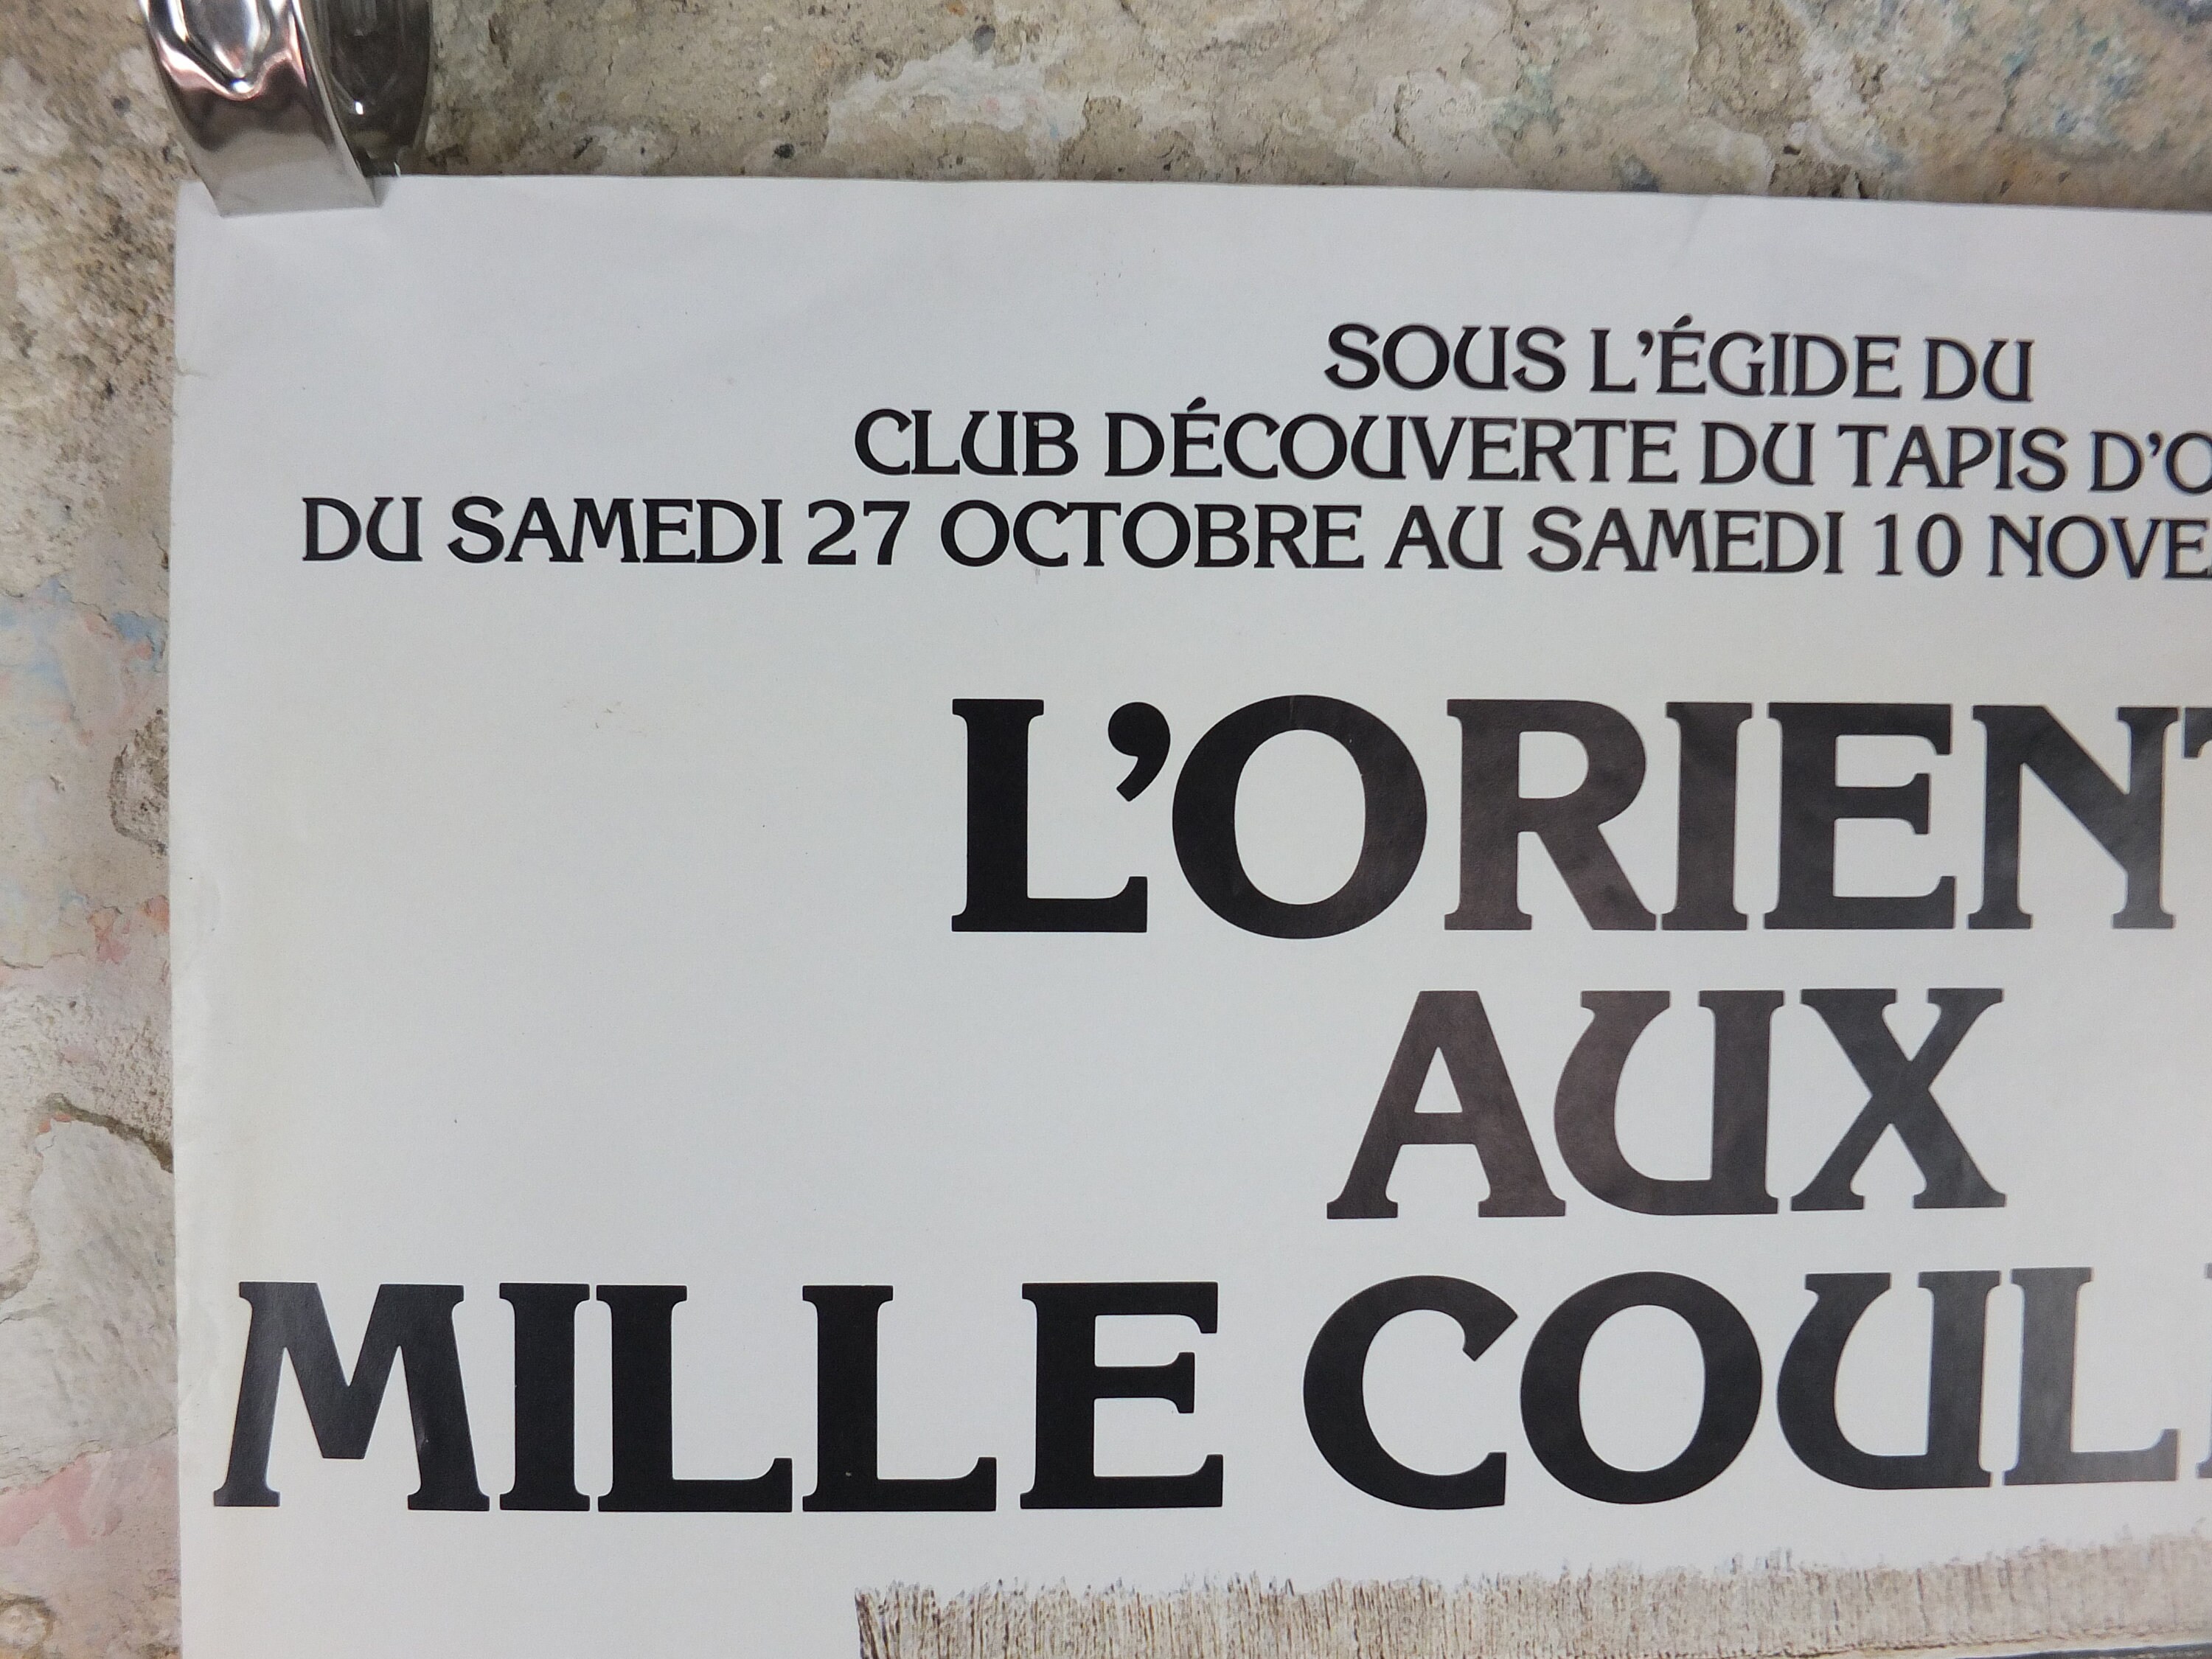 SOUS L'ÉGIDE DU
CLUB DÉCOUVERTE DU TAPIS D'O
DU SAMEDI 27 OCTOBRE AU SAMEDI 10 NOVE
L'ORIENT
AUX
MILLE COUL